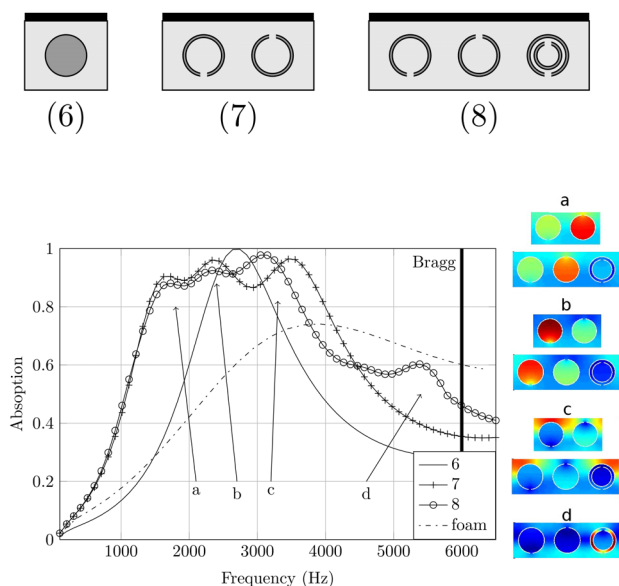 (6) (7) (8)
a
1
Bragg
0.8
b
0.6
Absoption
0.4
c
6
7
0.2
a b c d
8
d
foam
0
1000 2000 3000 4000 5000 6000
Frequency (Hz)